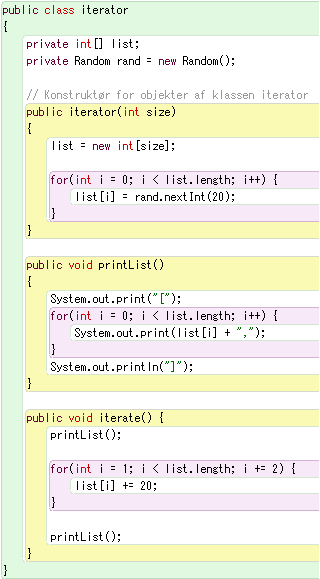 public class iterator
{
private int[] list;
private Random rand = new Random();
// Konstruktør for objekter af klassen iterator
public iterator(int size)
{
list = new int[size];
for(int i = 0; i < list.length; i++) {
list[i] = rand.nextInt(20);
}
}
public void printList()
{
System.out.print("[");
for(int i = 0; i < list.length; i++) {
System.out.print(list[i] + ",");
}
System.out.println("]");
}
public void iterate() {
printList();
for(int i = 1; i < list.length; i += 2) {
list[i] += 20;
}
printList();
}
}